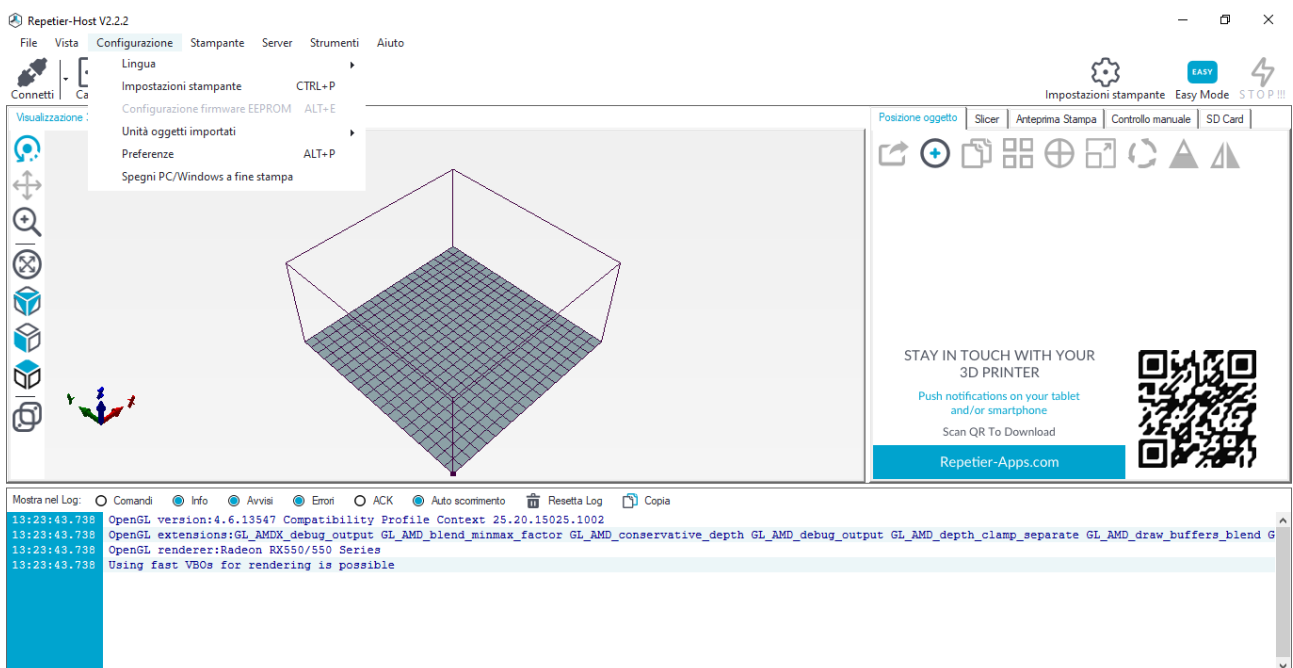 Repetier-Host V2.2.2
File Vista Configurazione Stampante Server Strumenti Aiuto
Lingua
Impostazioni stampante CTRL+P
Configurazione firmware EEPROM ALT+E
Unità oggetti importati
Preferenze ALT+P
Spegni PC/Windows a fine stampa
Connetti Ca
Impostazioni stampante
EASY
Easy Mode
STOP!!!
Visualizzazione
Posizione oggetto Slicer Anteprima Stampa Controllo manuale SD Card
STAY IN TOUCH WITH YOUR
3D PRINTER
Push notifications on your tablet
and/or smartphone
Scan QR To Download
Repetier-Apps.com
Mostra nel Log: Comandi Info Avvisi Errori ACK Auto scorrimento Resetta Log Copia
13:23:43.738 OpenGL version:4.6.13547 Compatibility Profile Context 25.20.15025.1002
13:23:43.738 OpenGL extensions:GL_AMDX_debug_output GL_AMD_blend_minmax_factor GL_AMD_conservative_depth GL_AMD_debug_output GL_AMD_depth_clamp_separate GL_AMD_draw_buffers_blend G
13:23:43.738 OpenGL renderer:Radeon RX550/550 Series
13:23:43.738 Using fast VBOs for rendering is possible